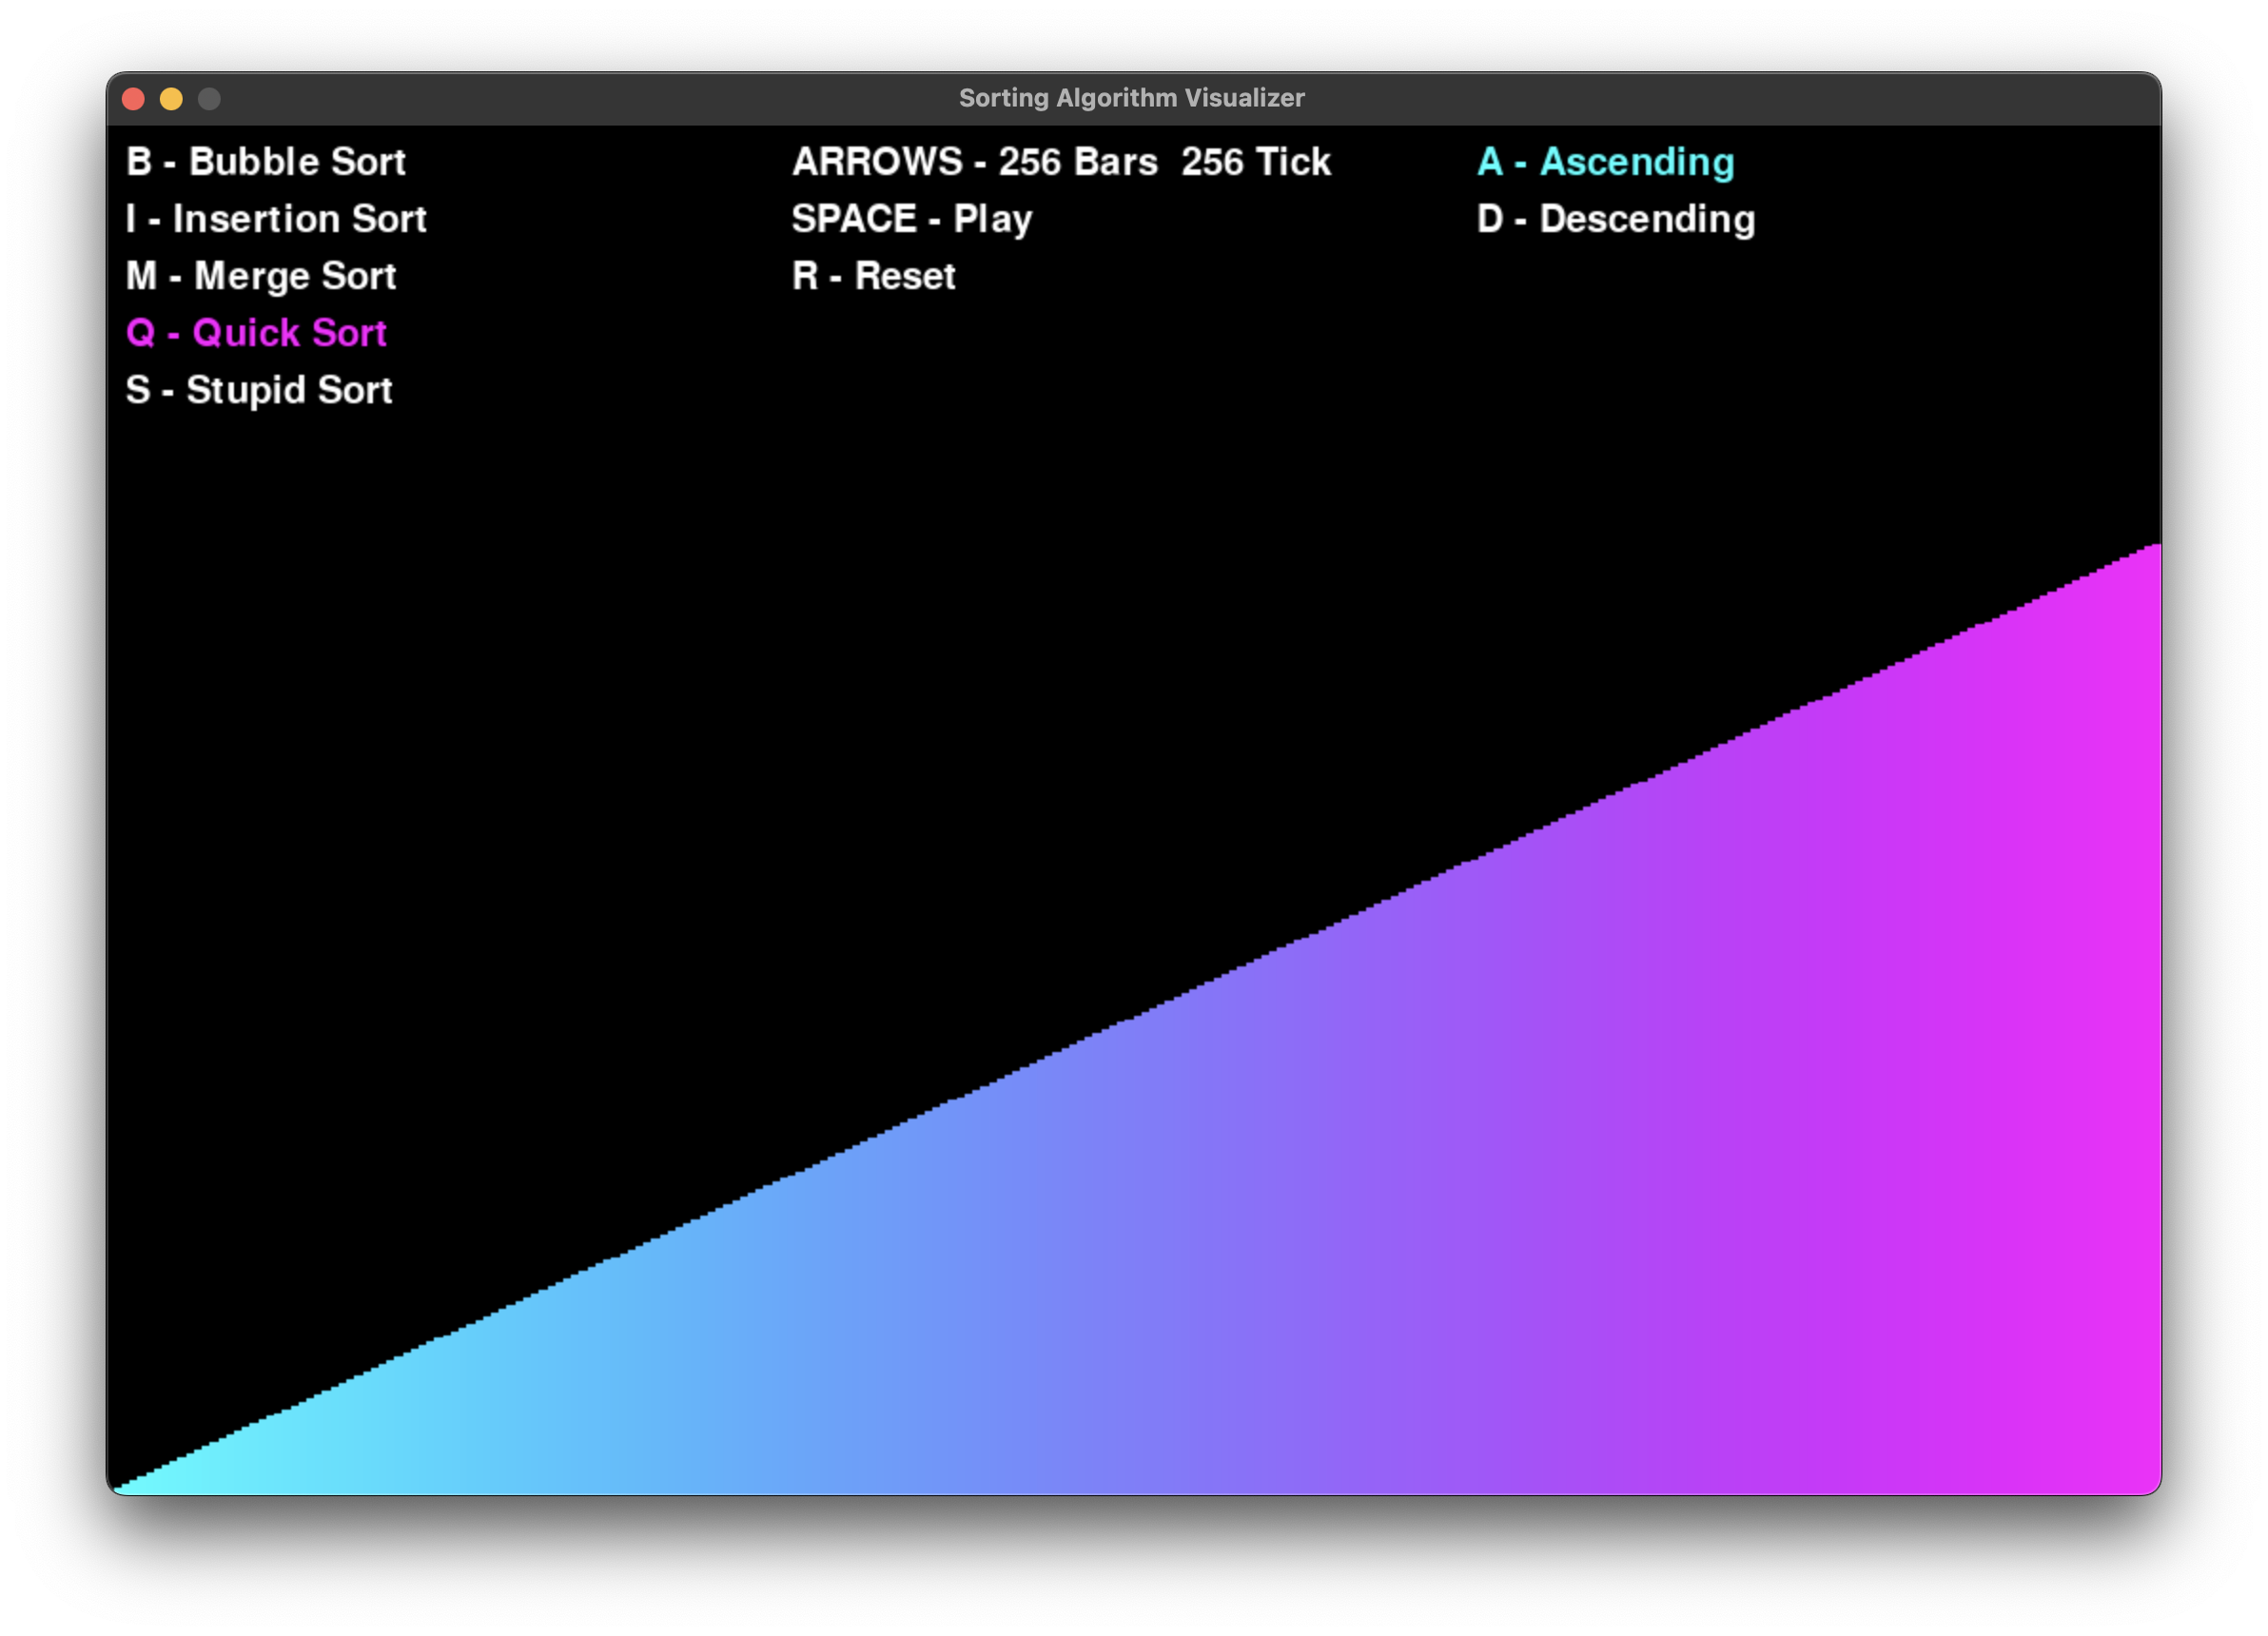 Sorting Algorithm Visualizer
B - Bubble Sort
I - Insertion Sort
M - Merge Sort
Q - Quick Sort
S - Stupid Sort
ARROWS - 256 Bars  256 Tick
SPACE - Play
R - Reset
A - Ascending
D - Descending